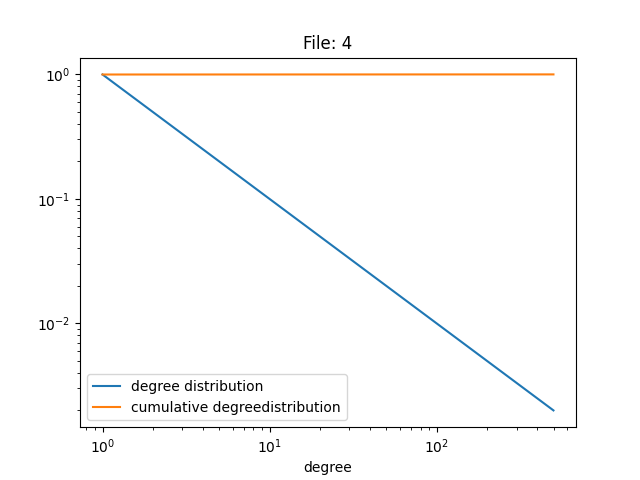 File: 4
10⁰
10⁻¹
10⁻²
degree distribution
cumulative degreedistribution
10⁰ 10¹ 10²
degree